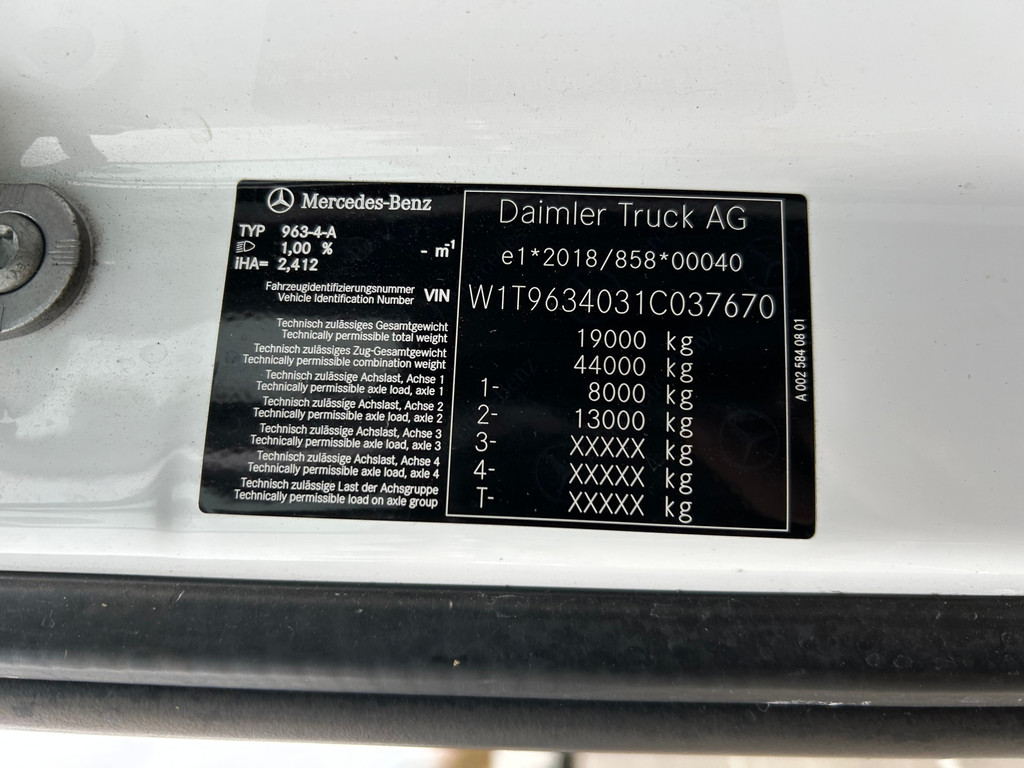 Mercedes-Benz
TYP 963-4-A
1,00 % - m-1
iHA= 2,412
Daimler Truck AG
e1*2018/858*00040
Fahrzeugidentifizierungsnummer
Vehicle Identification Number VIN W1T9634031C037670
Technisch zulässiges Gesamtgewicht
Technically permissible total weight 19000 kg
Technisch zulässiges Zug-Gesamtgewicht
Technically permissible combination weight 44000 kg
Technisch zulässige Achslast, Achse 1
Technically permissible axle load, axle 1 1- 8000 kg
Technisch zulässige Achslast, Achse 2
Technically permissible axle load, axle 2 2- 13000 kg
Technisch zulässige Achslast, Achse 3
Technically permissible axle load, axle 3 3- XXXXX kg
Technisch zulässige Achslast, Achse 4
Technically permissible axle load, axle 4 4- XXXXX kg
Technisch zulässige Last der Achsgruppe
Technically permissible load on axle group T- XXXXX kg
A 002 584 08 01